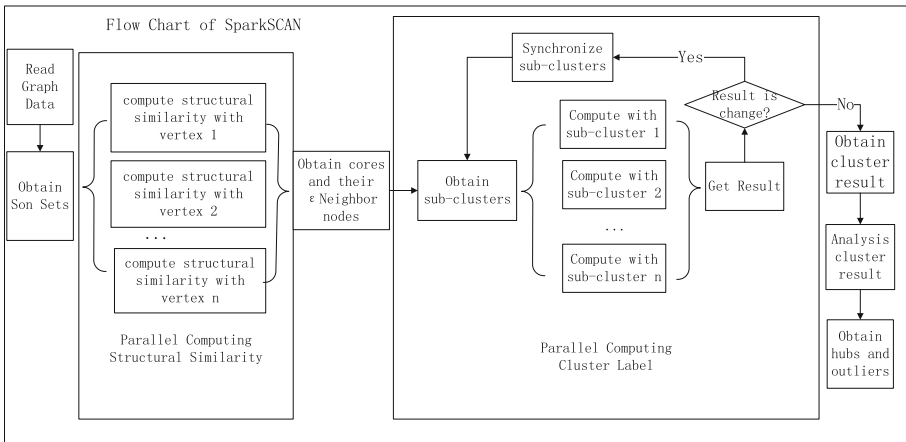 Flow Chart of SparkSCAN
Read
Graph
Data
Obtain
Son Sets
compute structural
similarity with
vertex 1
compute structural
similarity with
vertex 2
...
compute structural
similarity with
vertex n
Parallel Computing
Structural Similarity
Obtain cores
and their
ε Neighbor
nodes
Synchronize
sub-clusters
Yes
Result is
change?
No
Obtain
sub-clusters
Compute with
sub-cluster 1
Compute with
sub-cluster 2
...
Compute with
sub-cluster n
Get Result
Parallel Computing
Cluster Label
Obtain
cluster
result
Analysis
cluster
result
Obtain
hubs and
outliers